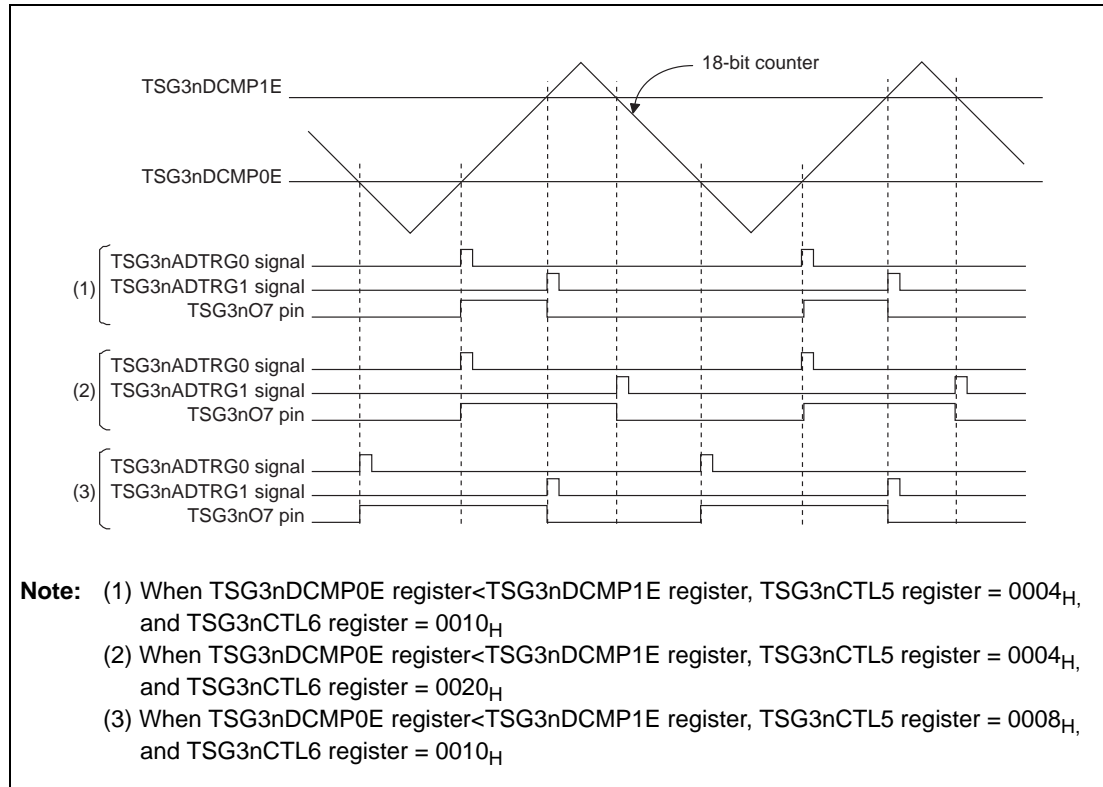 18-bit counter
TSG3nDCMP1E
TSG3nDCMP0E
(1)
TSG3nADTRG0 signal
TSG3nADTRG1 signal
TSG3nO7 pin
(2)
TSG3nADTRG0 signal
TSG3nADTRG1 signal
TSG3nO7 pin
(3)
TSG3nADTRG0 signal
TSG3nADTRG1 signal
TSG3nO7 pin
Note: (1) When TSG3nDCMP0E register<TSG3nDCMP1E register, TSG3nCTL5 register = 0004H,
and TSG3nCTL6 register = 0010H
(2) When TSG3nDCMP0E register<TSG3nDCMP1E register, TSG3nCTL5 register = 0004H,
and TSG3nCTL6 register = 0020H
(3) When TSG3nDCMP0E register<TSG3nDCMP1E register, TSG3nCTL5 register = 0008H,
and TSG3nCTL6 register = 0010H